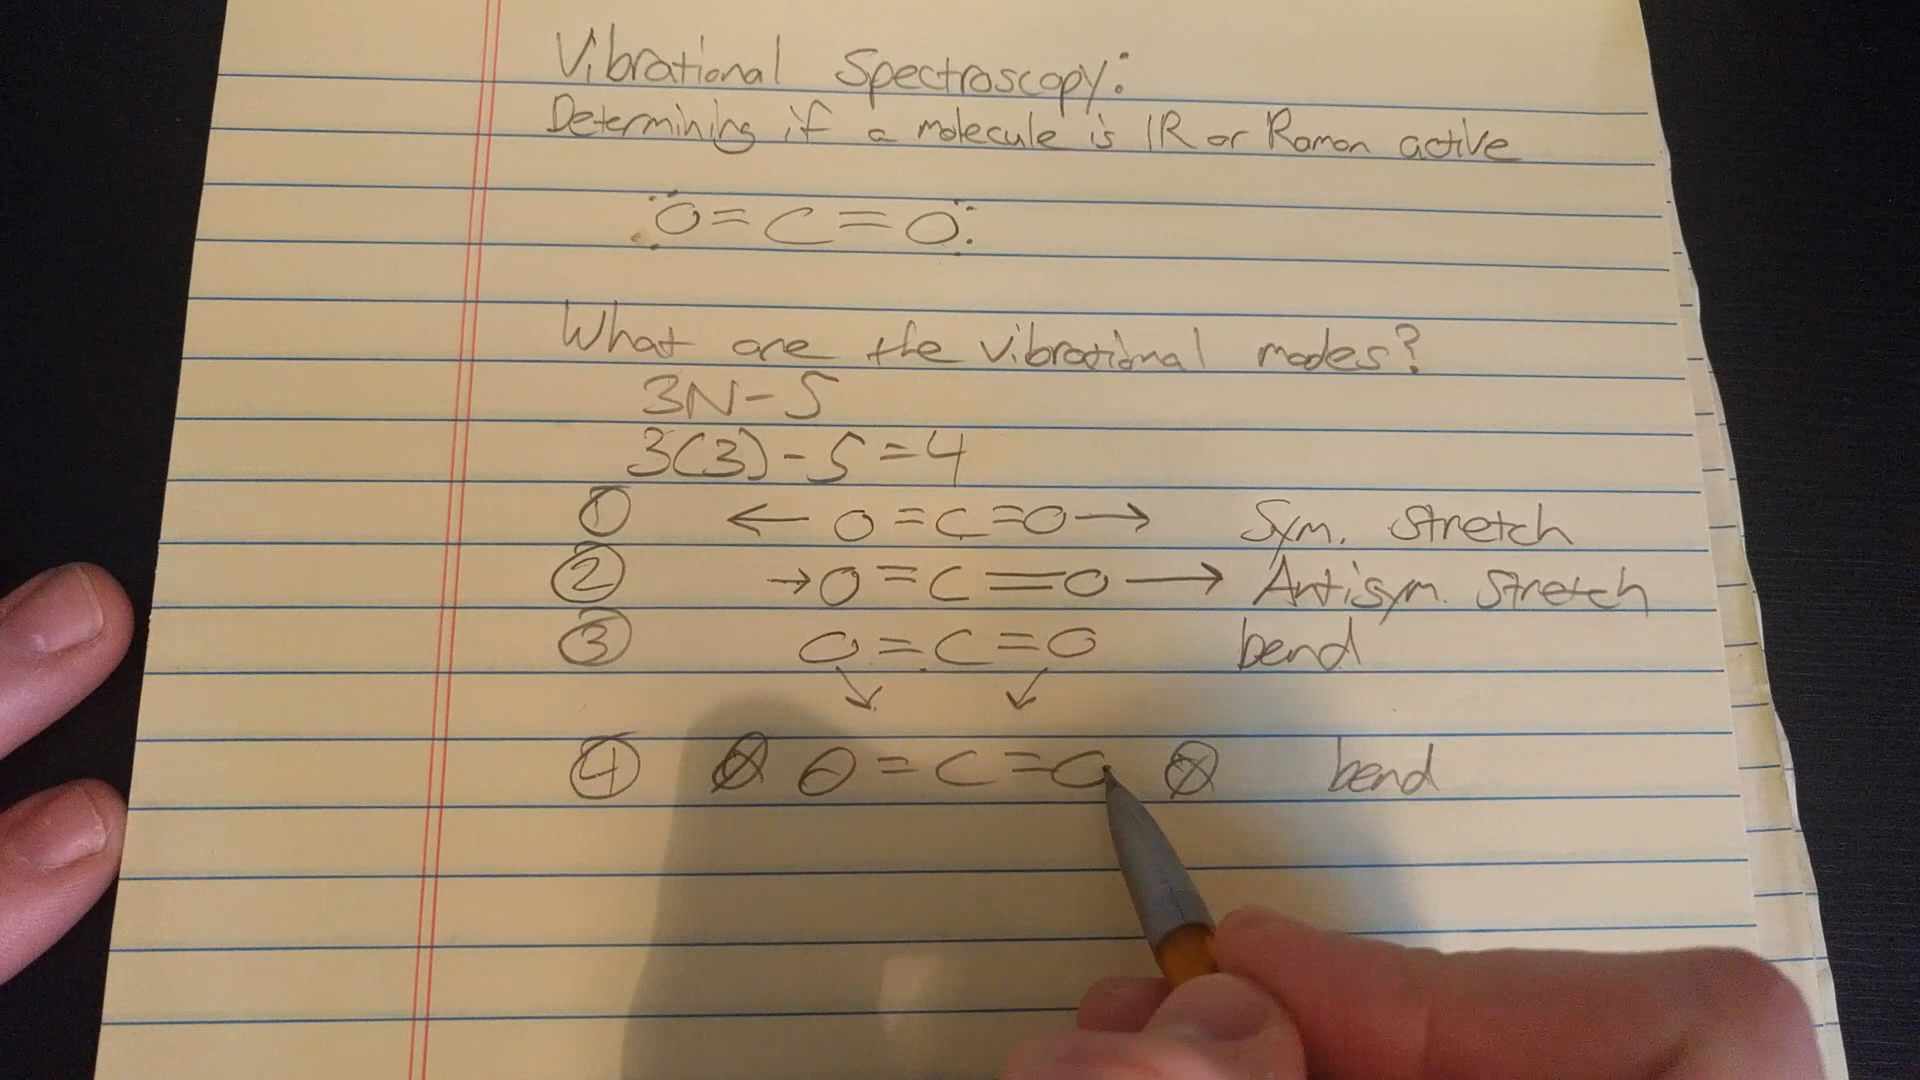 Vibrational Spectroscopy:
Determining if a molecule is IR or Raman active
:Ö=C=Ö:
What are the vibrational modes?
3N-5
3(3)-5=4
① ← O=C=O → Sym. Stretch
② → O=C=O → Antisym. Stretch
③ O=C=O bend
↘ ↙
④ ⊗ O=C=O ⊗ bend